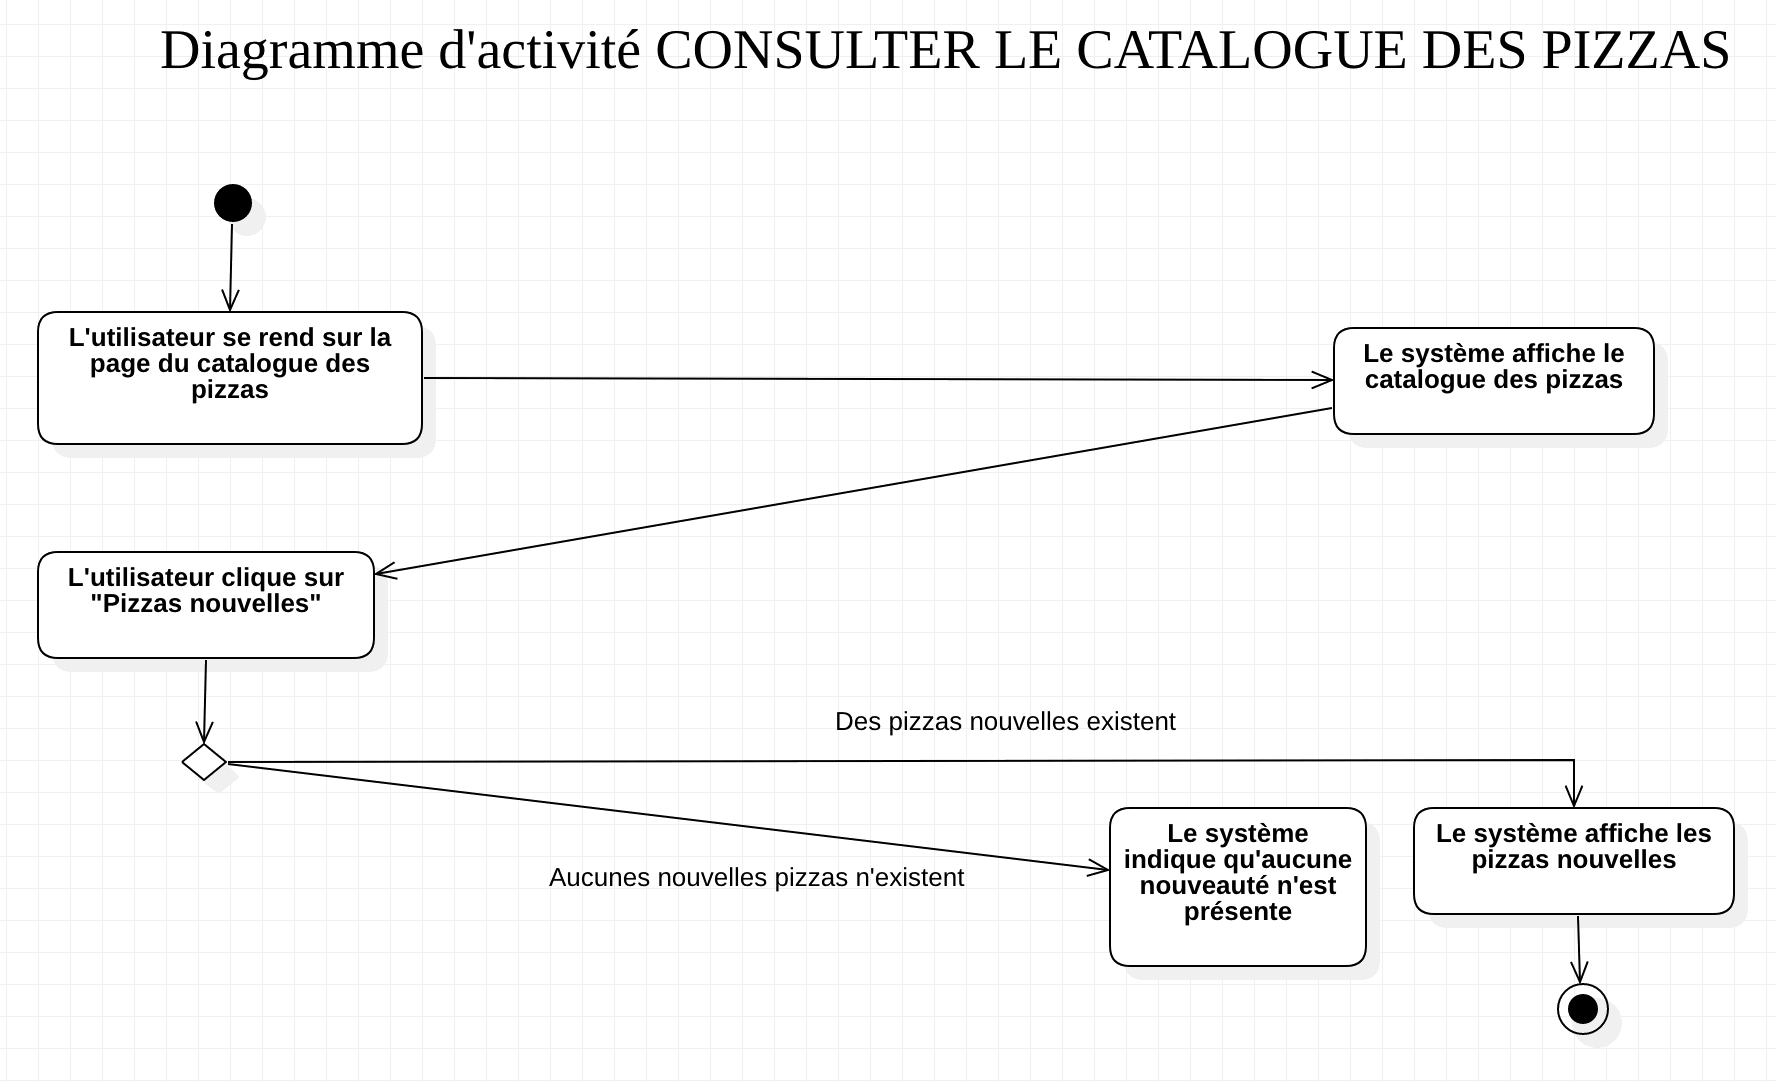 Diagramme d'activité CONSULTER LE CATALOGUE DES PIZZAS
L'utilisateur se rend sur la
page du catalogue des
pizzas
Le système affiche le
catalogue des pizzas
L'utilisateur clique sur
"Pizzas nouvelles"
Des pizzas nouvelles existent
Aucunes nouvelles pizzas n'existent
Le système
indique qu'aucune
nouveauté n'est
présente
Le système affiche les
pizzas nouvelles